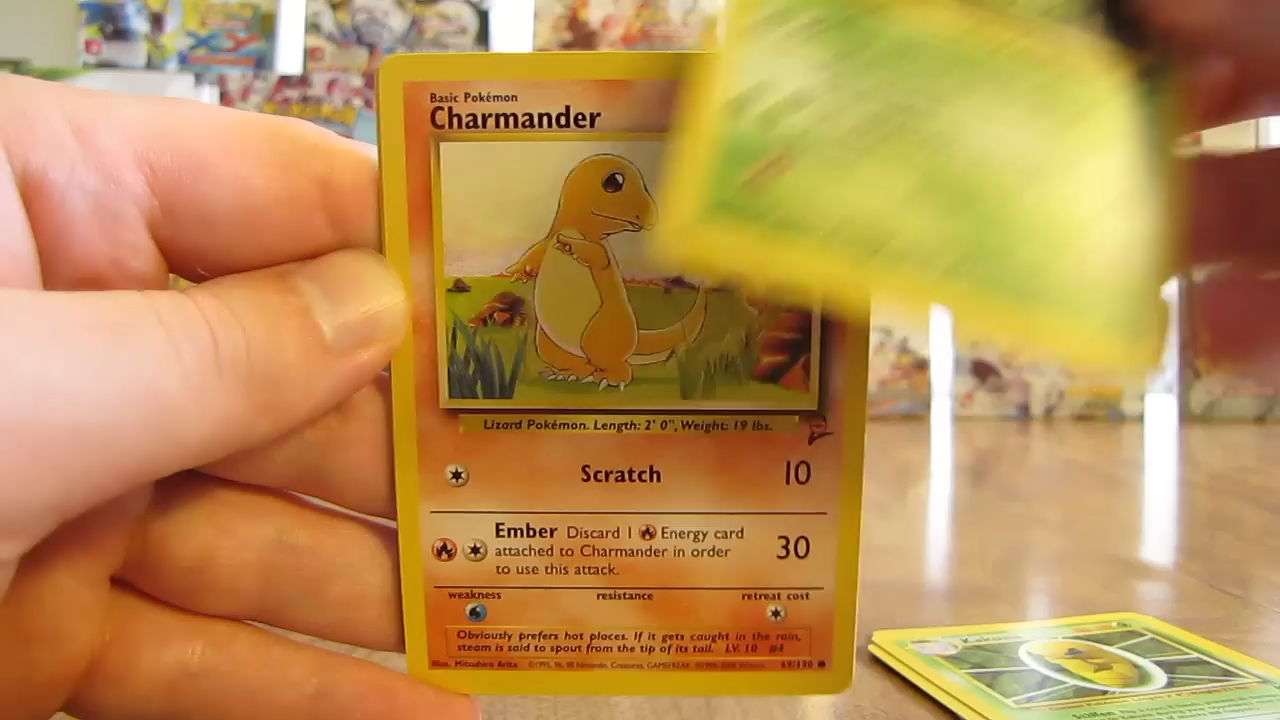 XY
Basic Pokémon
Charmander
Lizard Pokémon. Length: 2' 0", Weight: 19 lbs.
Scratch 10
Ember Discard 1 Energy card
attached to Charmander in order
to use this attack.
30
weakness resistance retreat cost
Obviously prefers hot places. If it gets caught in the rain,
steam is said to spout from the tip of its tail. LV. 10 #4
Illus. Mitsuhiro Arita ©1995, 96, 98 Nintendo, Creatures, GAMEFREAK. 69/130